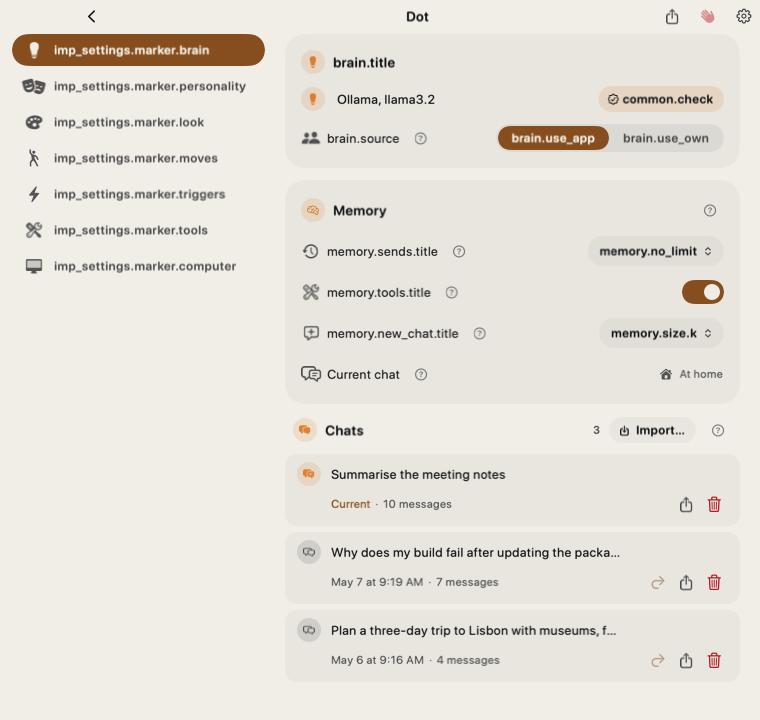 Dot
imp_settings.marker.brain
imp_settings.marker.personality
imp_settings.marker.look
imp_settings.marker.moves
imp_settings.marker.triggers
imp_settings.marker.tools
imp_settings.marker.computer
brain.title
Ollama, llama3.2 common.check
brain.source brain.use_app brain.use_own
Memory
memory.sends.title memory.no_limit
memory.tools.title
memory.new_chat.title memory.size.k
Current chat At home
Chats 3 Import...
Summarise the meeting notes
Current · 10 messages
Why does my build fail after updating the packa...
May 7 at 9:19 AM · 7 messages
Plan a three-day trip to Lisbon with museums, f...
May 6 at 9:16 AM · 4 messages